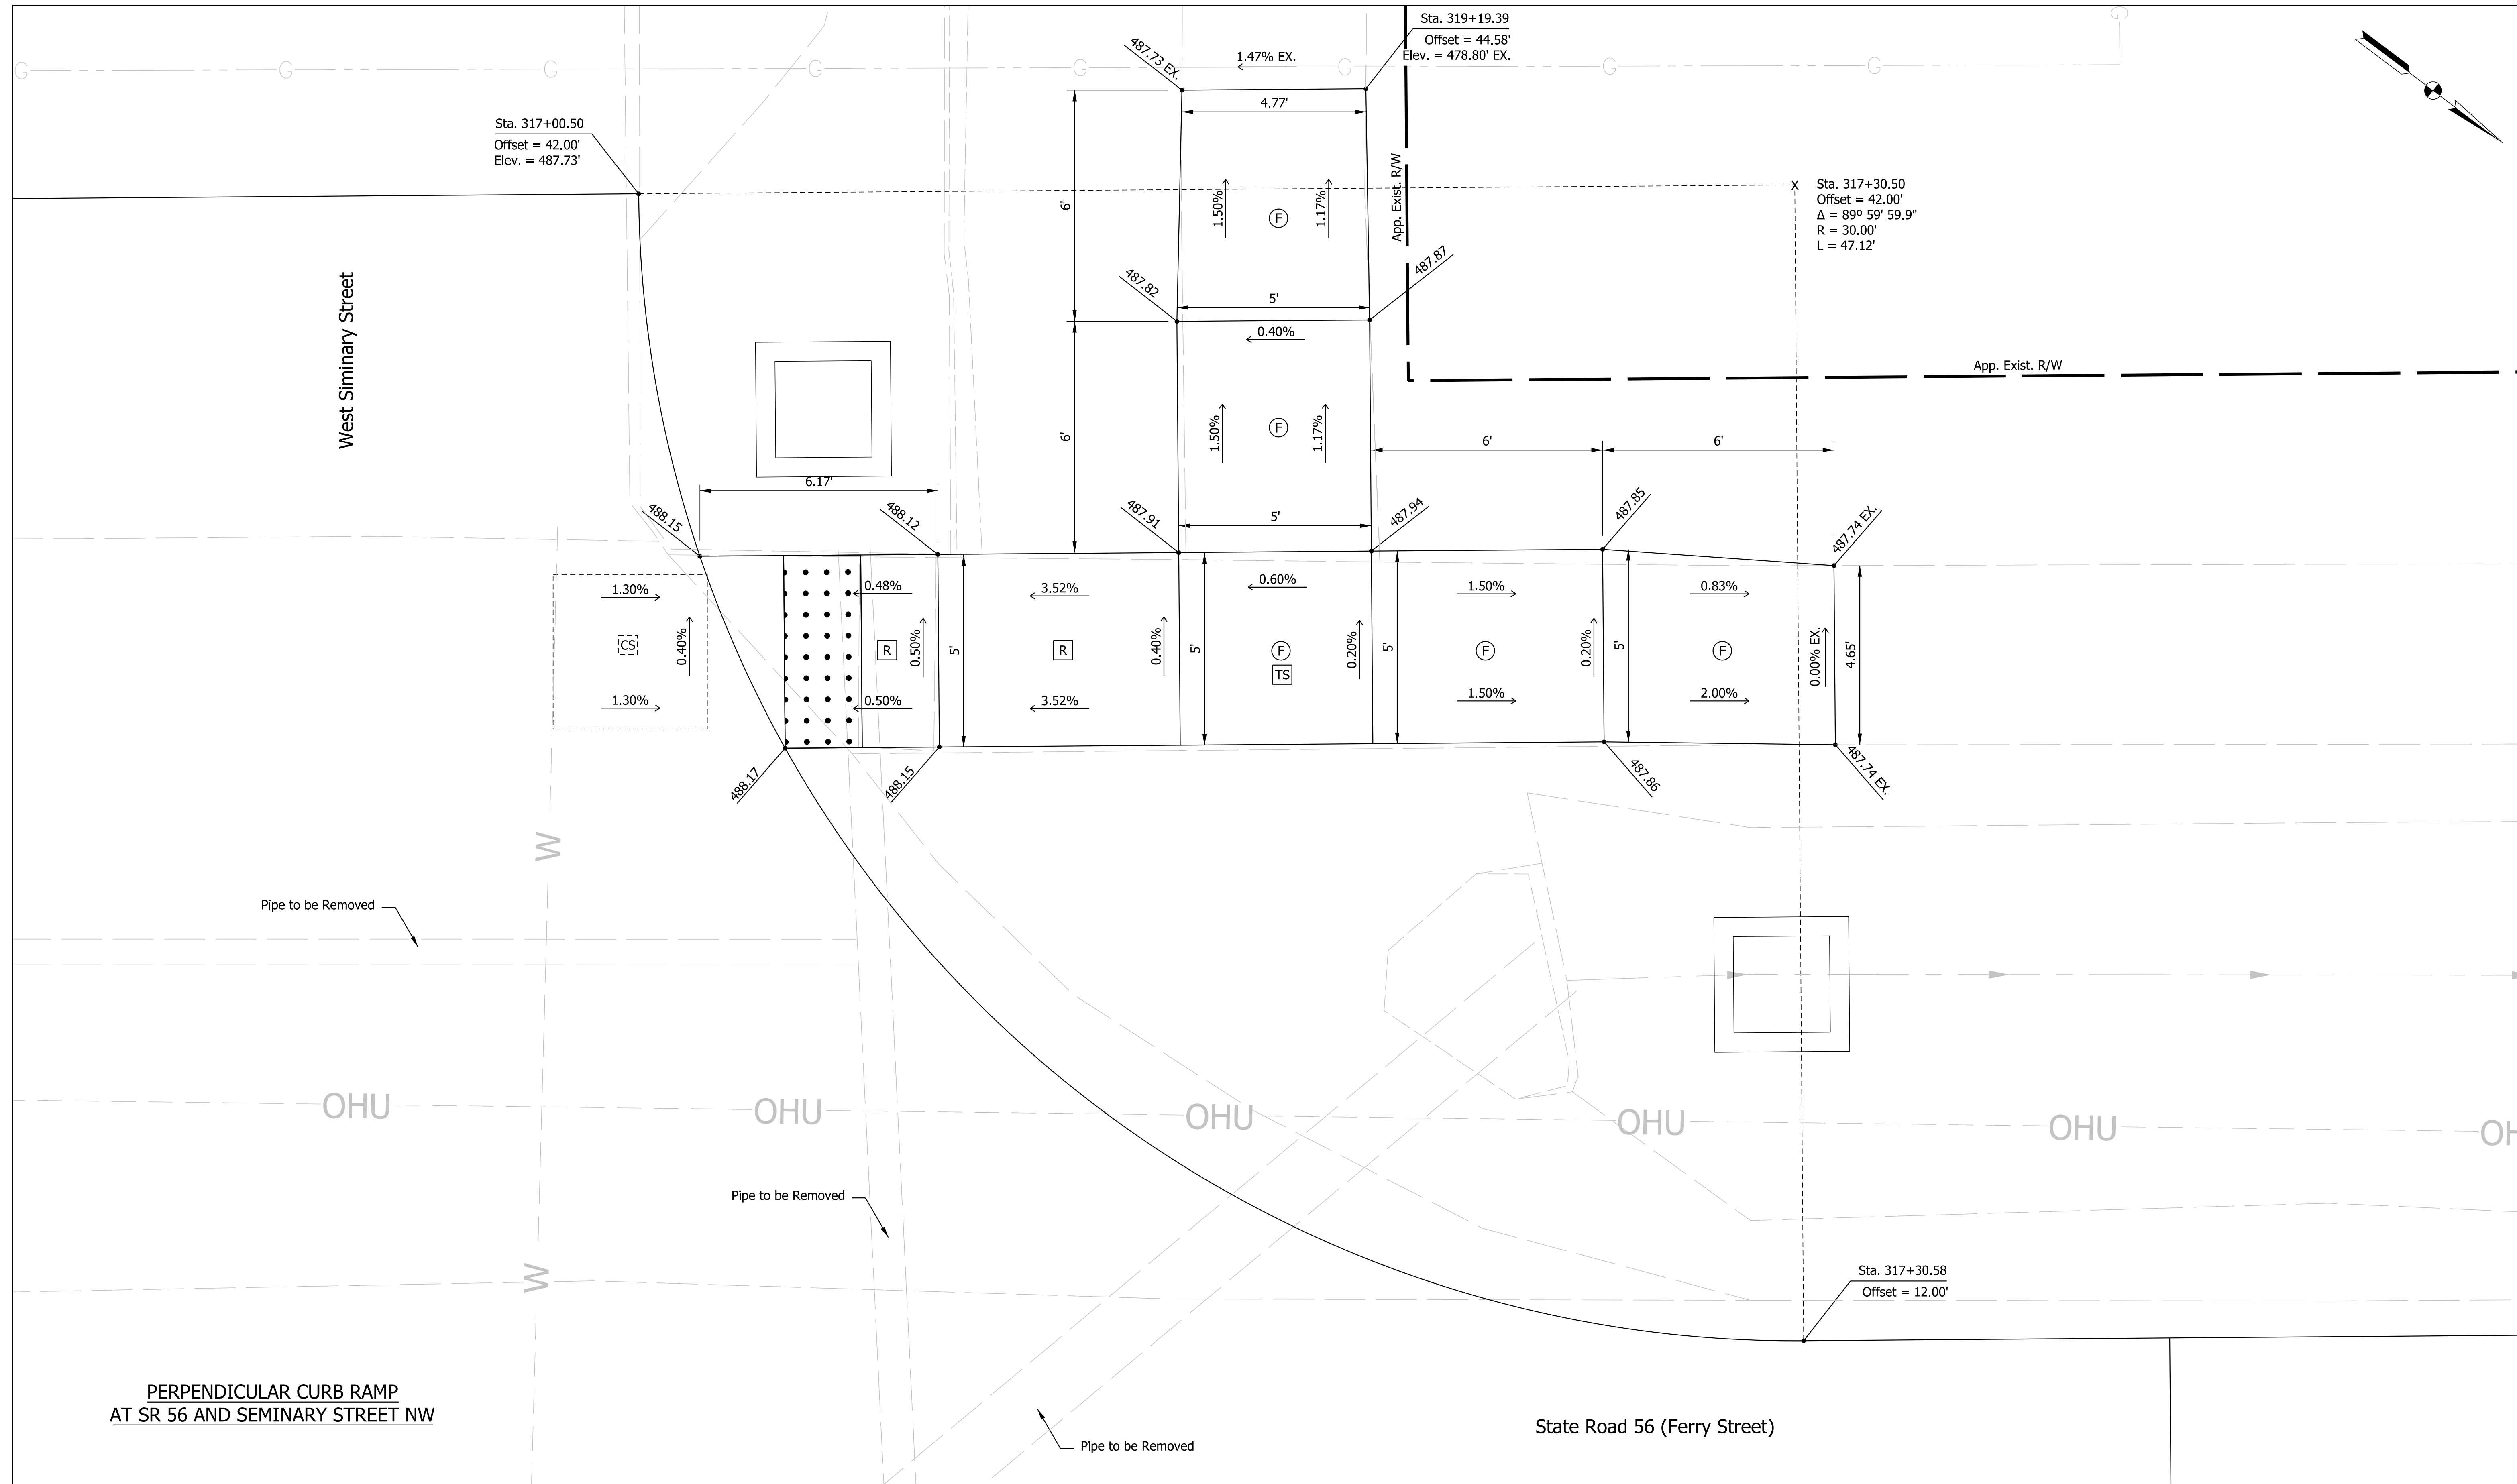 G G G G G G G G G
Sta. 319+19.39
Offset = 44.58'
Elev. = 478.80' EX.
487.73 EX.
1.47% EX.
4.77'
Sta. 317+00.50
Offset = 42.00'
Elev. = 487.73'
App. Exist. R/W
Sta. 317+30.50
Offset = 42.00'
Δ = 89º 59' 59.9"
R = 30.00'
L = 47.12'
X
6'
1.50%
F
1.17%
West Siminary Street
487.82
487.87
5'
0.40%
App. Exist. R/W
6'
1.50%
F
1.17%
6'
6'
6.17'
488.15
488.12
487.91
5'
487.94
487.85
487.74 EX.
1.30%
0.48%
3.52%
0.60%
1.50%
0.83%
CS
0.40%
R
0.50%
5'
R
0.40%
5'
F
TS
0.20%
5'
F
0.20%
5'
F
0.00% EX.
4.65'
1.30%
0.50%
3.52%
1.50%
2.00%
488.17
488.15
487.86
487.74 EX.
W
Pipe to be Removed
OHU OHU OHU OHU OHU OH
Pipe to be Removed
W
Sta. 317+30.58
Offset = 12.00'
PERPENDICULAR CURB RAMP
AT SR 56 AND SEMINARY STREET NW
State Road 56 (Ferry Street)
Pipe to be Removed